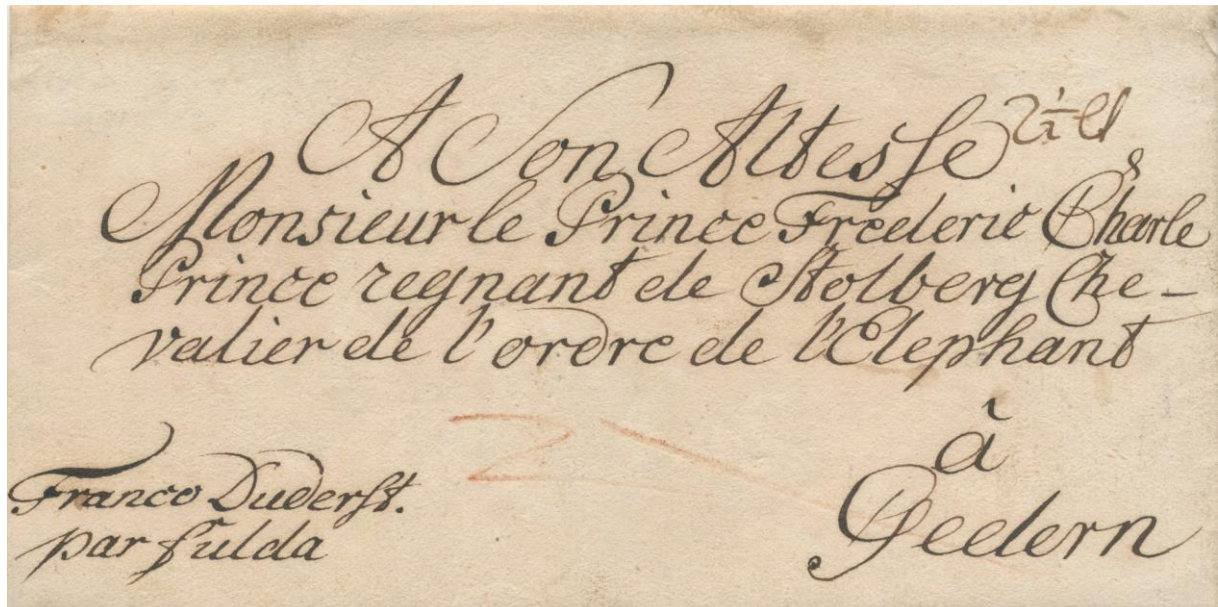 A Son Altesse
Monsieur le Prince Frederic Charle
Prince regnant de Stolberg Che-
valier de l'ordre de l'Elephant
à
Gedern
Franco Duderst.
par fulda